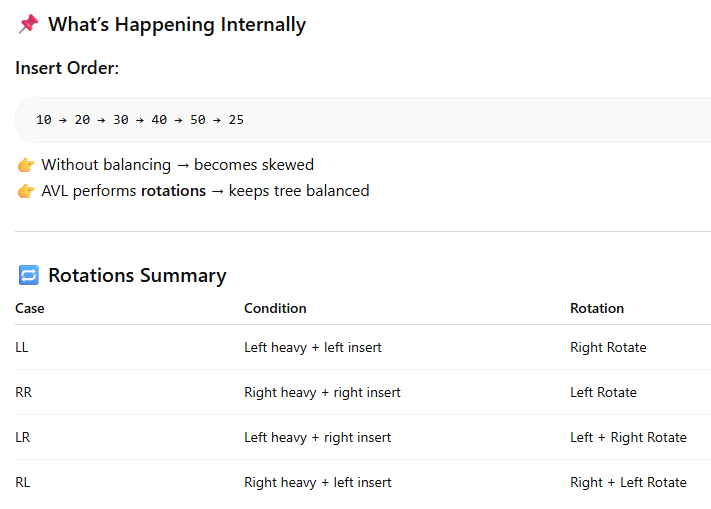 📌 What's Happening Internally
Insert Order:
10 → 20 → 30 → 40 → 50 → 25
👉 Without balancing → becomes skewed
👉 AVL performs rotations → keeps tree balanced
🔁 Rotations Summary
Case Condition Rotation
LL Left heavy + left insert Right Rotate
RR Right heavy + right insert Left Rotate
LR Left heavy + right insert Left + Right Rotate
RL Right heavy + left insert Right + Left Rotate